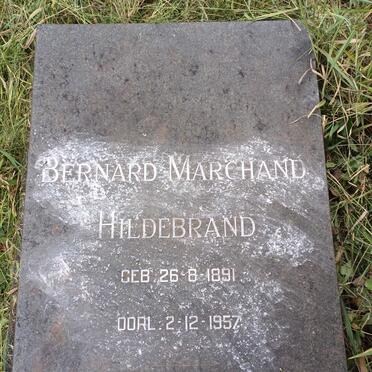 BERNARD MARCHAND
HILDEBRAND
GEB. 26-8-1891
OORL. 2-12-1957